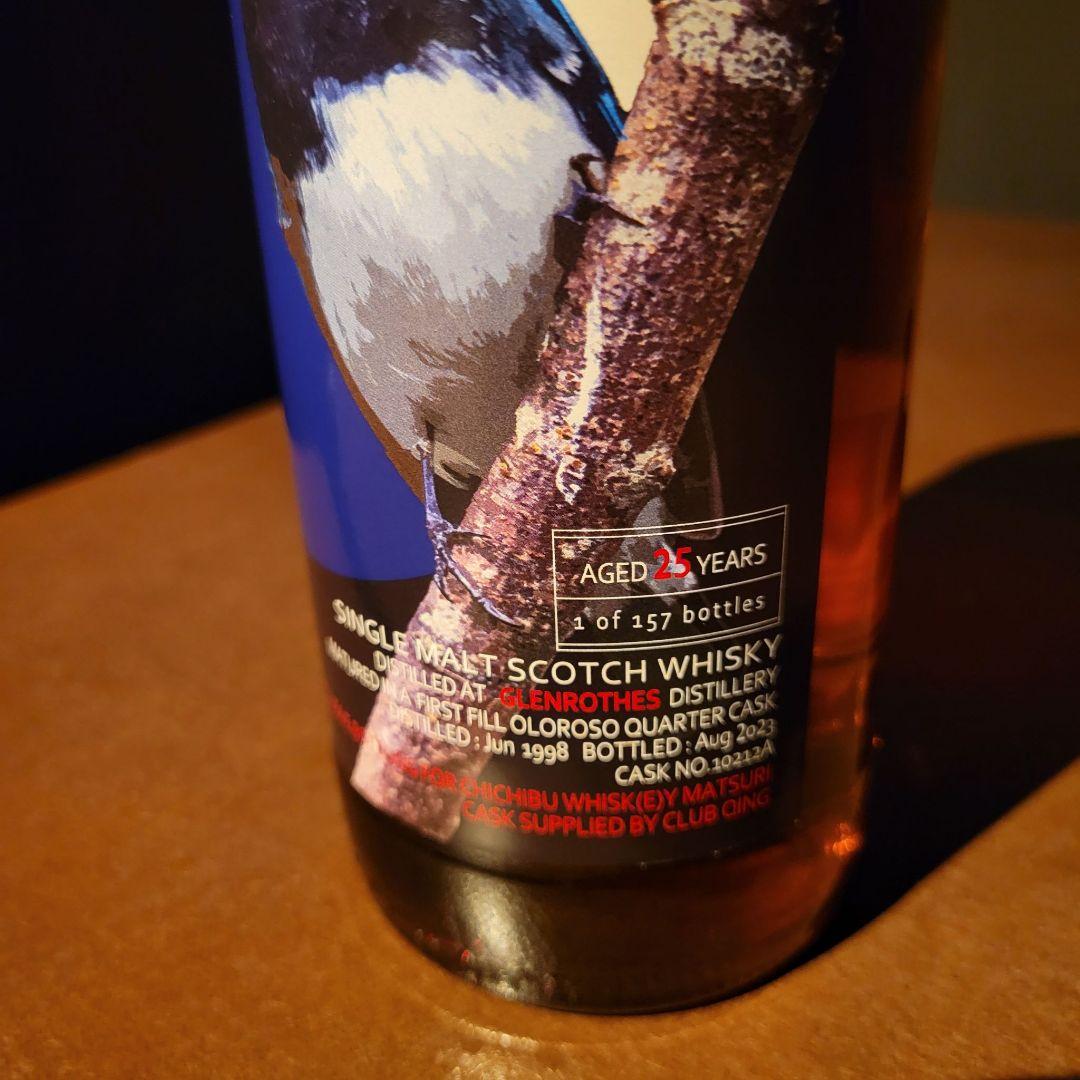 AGED 25 YEARS
1 of 157 bottles
SINGLE MALT SCOTCH WHISKY
DISTILLED AT GLENROTHES DISTILLERY
MATURED IN A FIRST FILL OLOROSO QUARTER CASK
DISTILLED : Jun 1998 BOTTLED : Aug 2023
CASK NO.10212A
FOR CHICHIBU WHISK(E)Y MATSURI
CASK SUPPLIED BY CLUB QING